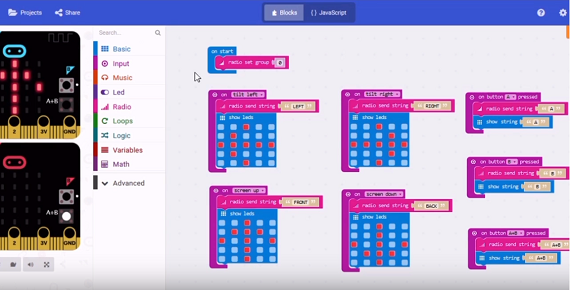 Projects Share Blocks { } JavaScript ?
Search...
Basic
Input
Music
Led
Radio
Loops
Logic
Variables
Math
Advanced
A+B
2 3V GND
A+B
2 3V GND
on start
radio set group
on tilt left
radio send string LEFT
show leds
on tilt right
radio send string RIGHT
show leds
on button A pressed
radio send string A
show string A
on screen up
radio send string FRONT
show leds
on screen down
radio send string BACK
show leds
on button B pressed
radio send string B
show string B
on button A+B pressed
radio send string A+B
show string A+B